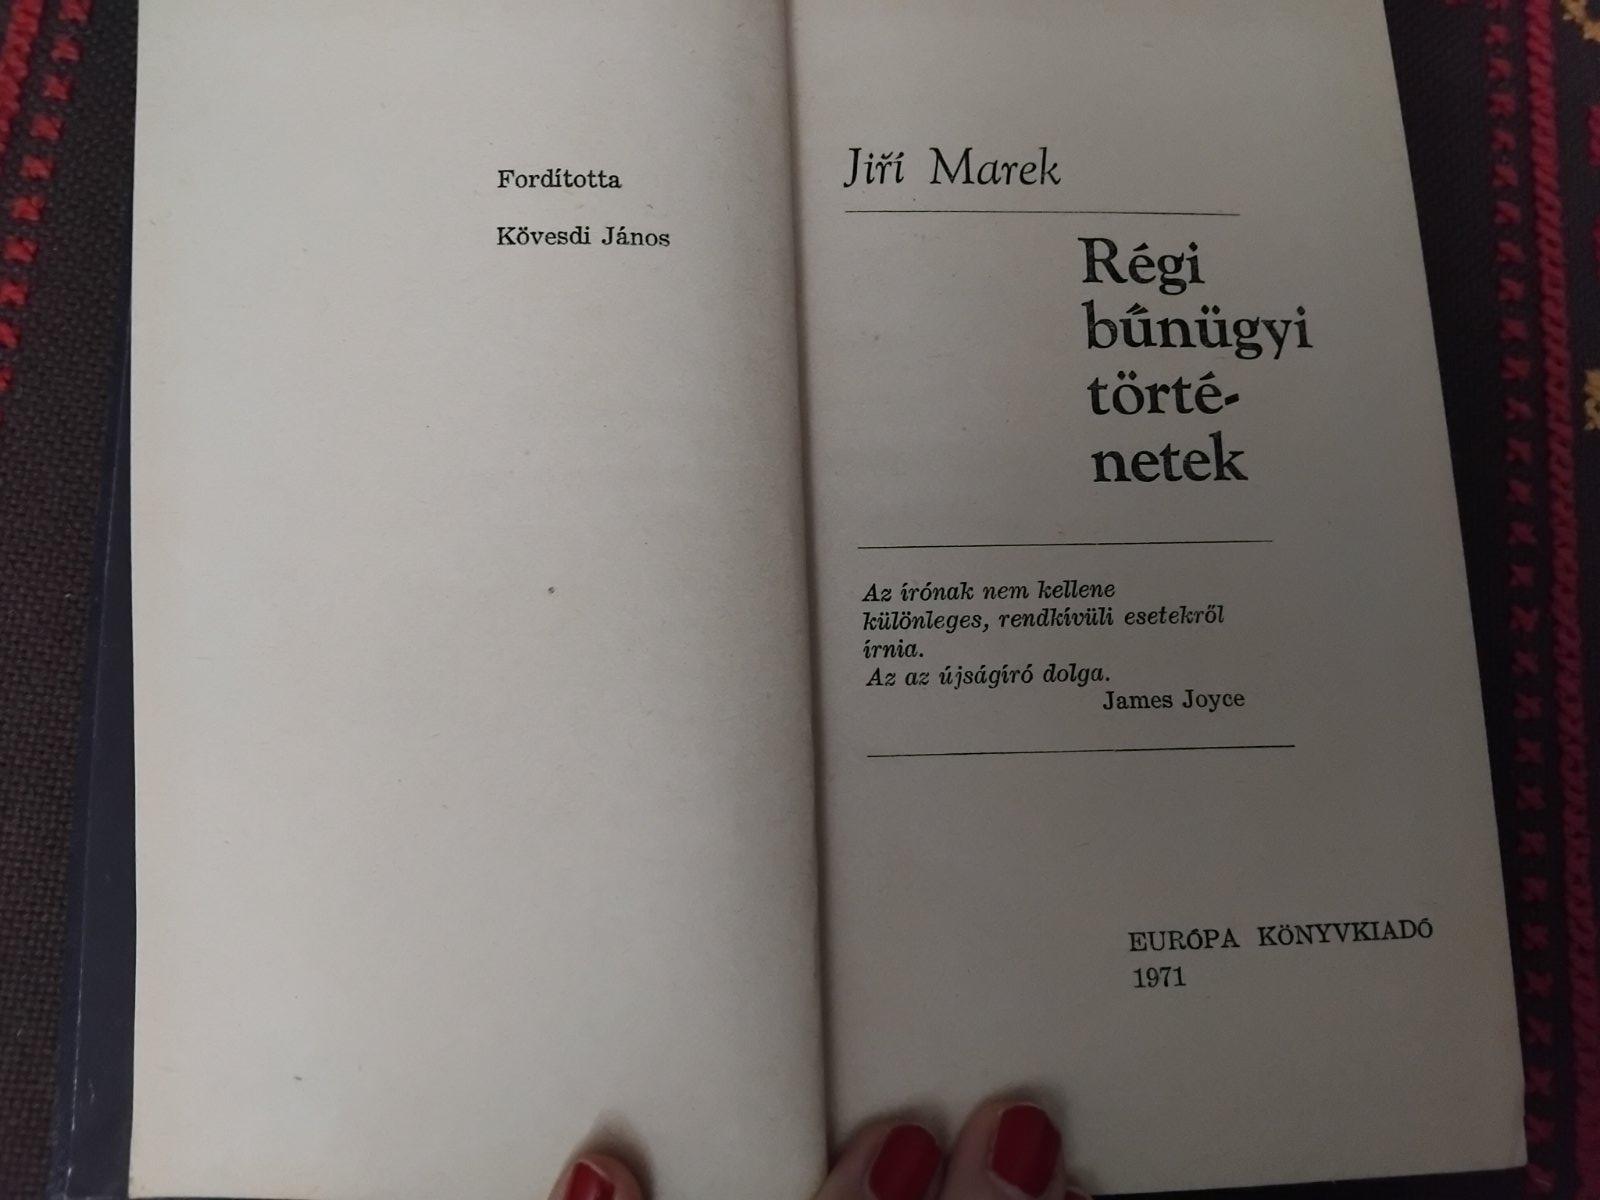 Fordította
Kövesdi János
Jiří Marek
Régi
bűnügyi
törté-
netek
Az írónak nem kellene
különleges, rendkívüli esetekről
írnia.
Az az újságíró dolga.
James Joyce
EURÓPA KÖNYVKIADÓ
1971